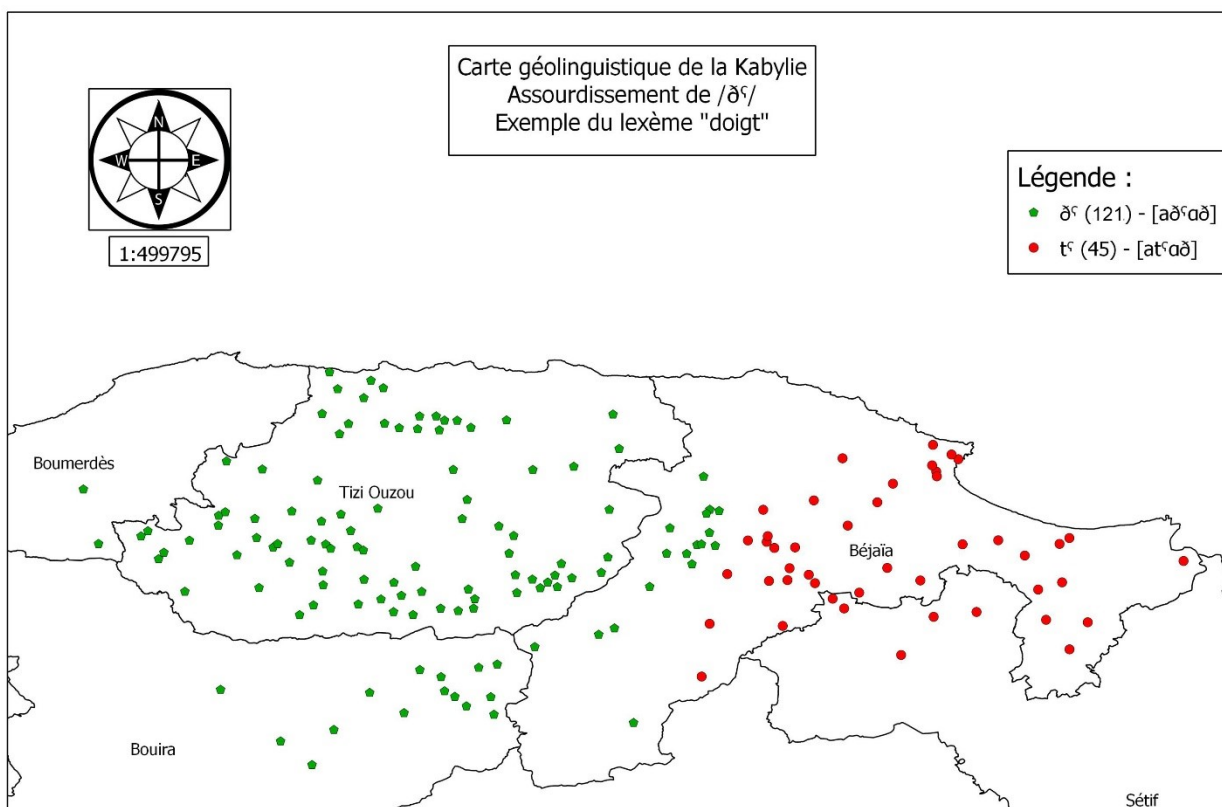 Carte géolinguistique de la Kabylie
Assourdissement de /ðˤ/
Exemple du lexème "doigt"
N
W
E
S
1:499795
Légende :
ðˤ (121) - [aðˤɑð]
tˤ (45) - [atˤɑð]
Boumerdès
Tizi Ouzou
Béjaïa
Bouira
Sétif